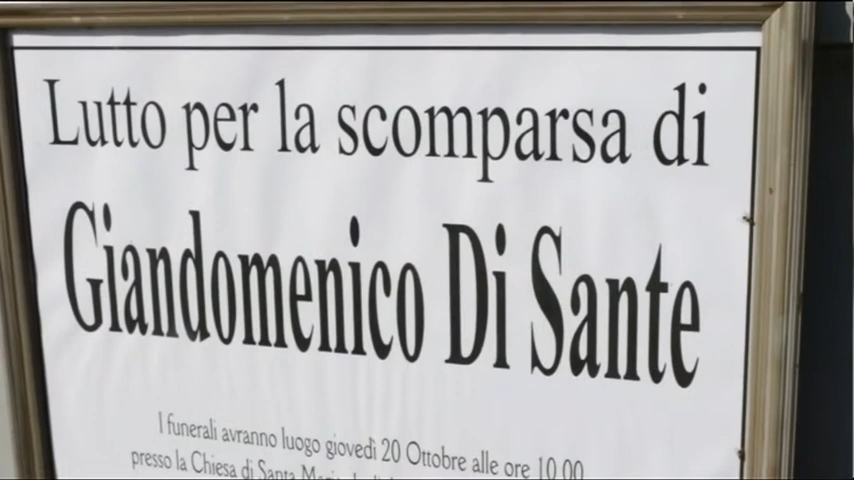 Lutto per la scomparsa di
Giandomenico Di Sante
I funerali avranno luogo giovedì 20 Ottobre alle ore 10.00
presso la Chiesa di Santa